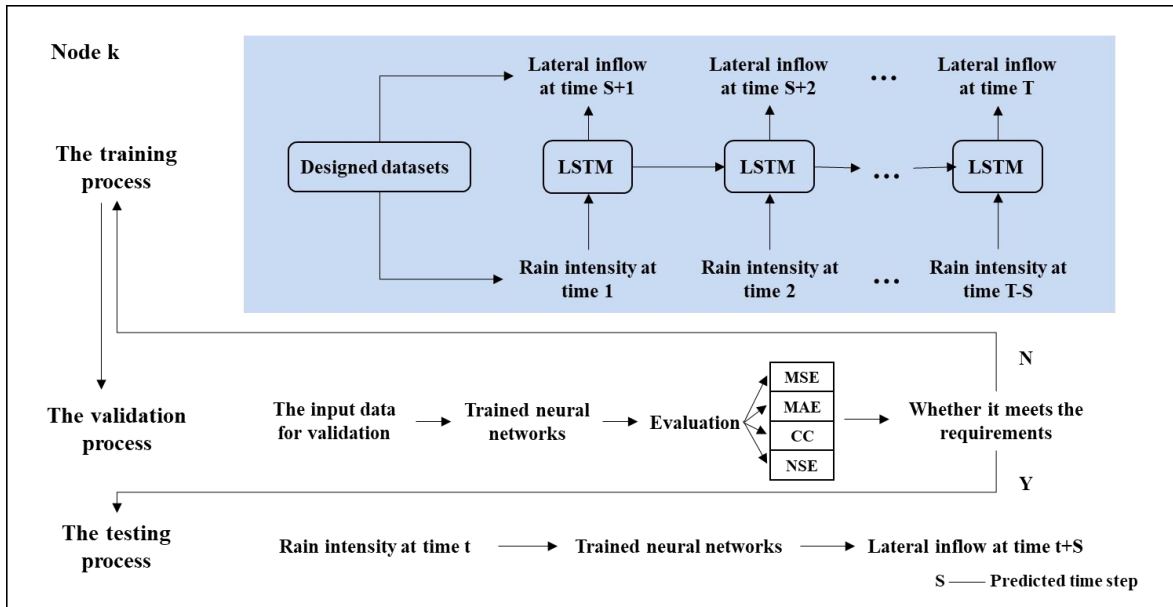 Node k
Lateral inflow
at time S+1
Lateral inflow
at time S+2
...
Lateral inflow
at time T
The training
process
Designed datasets
LSTM
LSTM
...
LSTM
Rain intensity at
time 1
Rain intensity at
time 2
...
Rain intensity at
time T-S
N
The validation
process
The input data
for validation
Trained neural
networks
Evaluation
MSE
MAE
CC
NSE
Whether it meets the
requirements
Y
The testing
process
Rain intensity at time t
Trained neural networks
Lateral inflow at time t+S
S —— Predicted time step